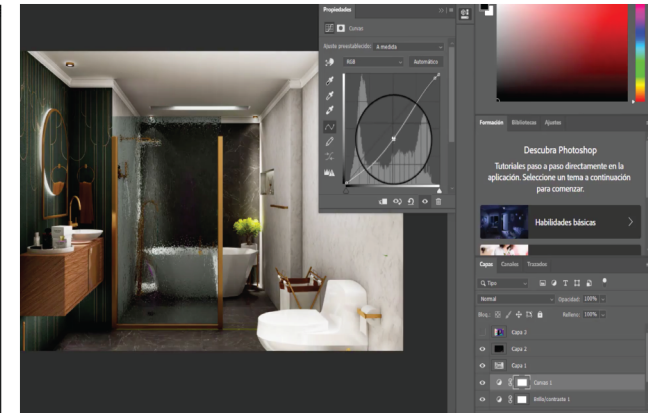 Propiedades
Curvas
Ajuste preestablecido: A medida
RGB
Automático
Formación Bibliotecas Ajustes
Descubra Photoshop
Tutoriales paso a paso directamente en la
aplicación. Seleccione un tema a continuación
para comenzar.
Habilidades básicas
Capas Canales Trazados
Tipo
Normal
Opacidad: 100%
Bloq.:
Relleno: 100%
Capa 3
Capa 2
Capa 1
Curvas 1
Brillo/contraste 1